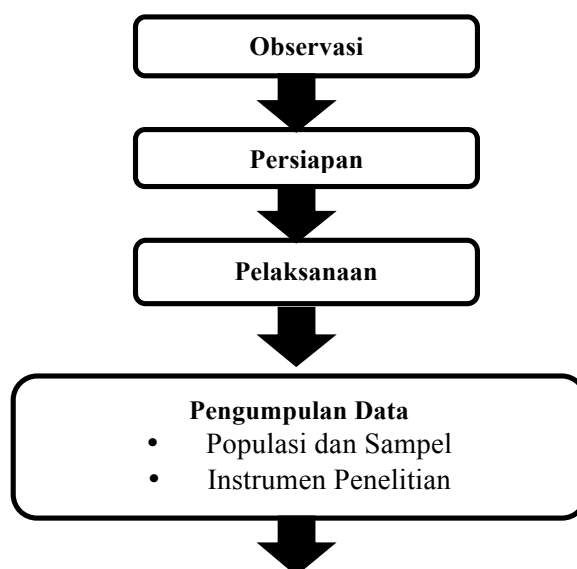 Observasi
Persiapan
Pelaksanaan
Pengumpulan Data
• Populasi dan Sampel
• Instrumen Penelitian